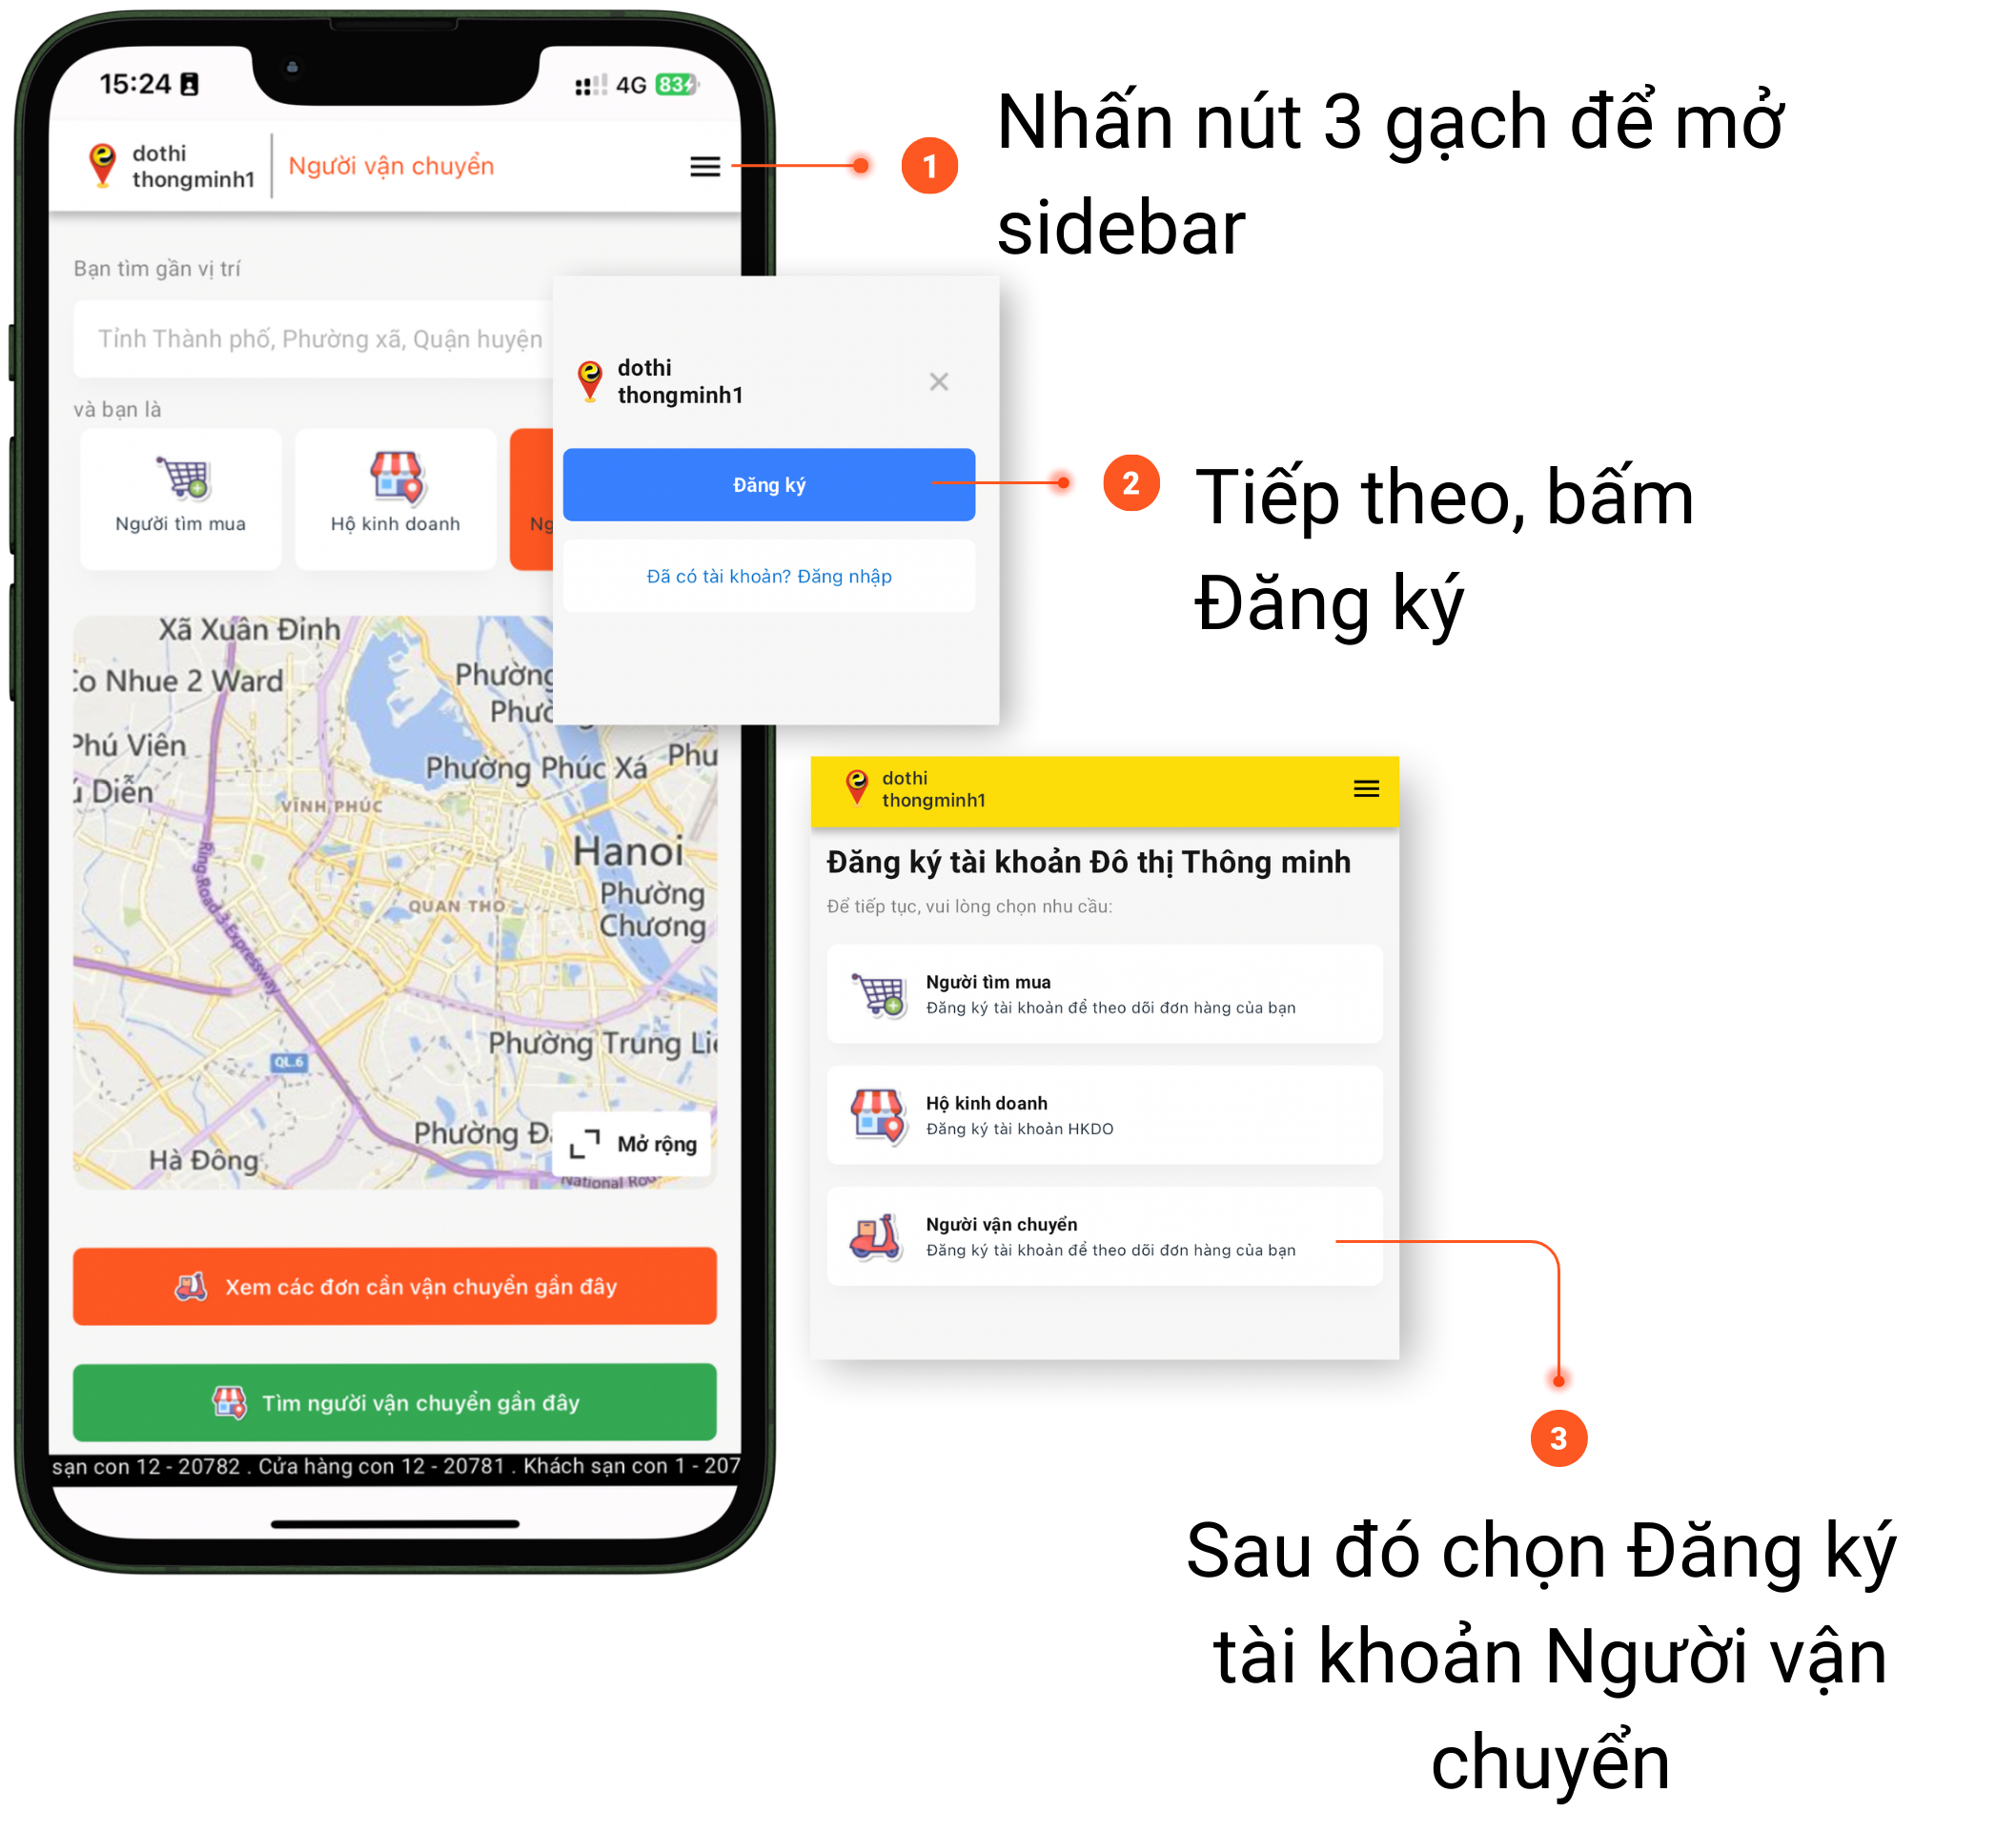 15:24
4G 83
dothi
thongminh1
Người vận chuyển
1
Nhấn nút 3 gạch để mở
sidebar
Bạn tìm gần vị trí
Tỉnh Thành phố, Phường xã, Quận huyện
và bạn là
Người tìm mua
Hộ kinh doanh
dothi
thongminh1
Đăng ký
Đã có tài khoản? Đăng nhập
2
Tiếp theo, bấm
Đăng ký
Xã Xuân Đỉnh
Co Nhue 2 Ward
Phường
Phú Viên
Diễn
Phường Phúc Xá
VĨNH PHÚC
Ring Road 3 Expressway
Hanoi
Phường
Chương
QUAN THO
QL.6
Phường Trung
Phường
Hà Đông
National
Mở rộng
Xem các đơn cần vận chuyển gần đây
Tìm người vận chuyển gần đây
sạn con 12 - 20782 . Cửa hàng con 12 - 20781 . Khách sạn con 1 - 207
dothi
thongminh1
Đăng ký tài khoản Đô thị Thông minh
Để tiếp tục, vui lòng chọn nhu cầu:
Người tìm mua
Đăng ký tài khoản để theo dõi đơn hàng của bạn
Hộ kinh doanh
Đăng ký tài khoản HKDO
Người vận chuyển
Đăng ký tài khoản để theo dõi đơn hàng của bạn
3
Sau đó chọn Đăng ký
tài khoản Người vận
chuyển